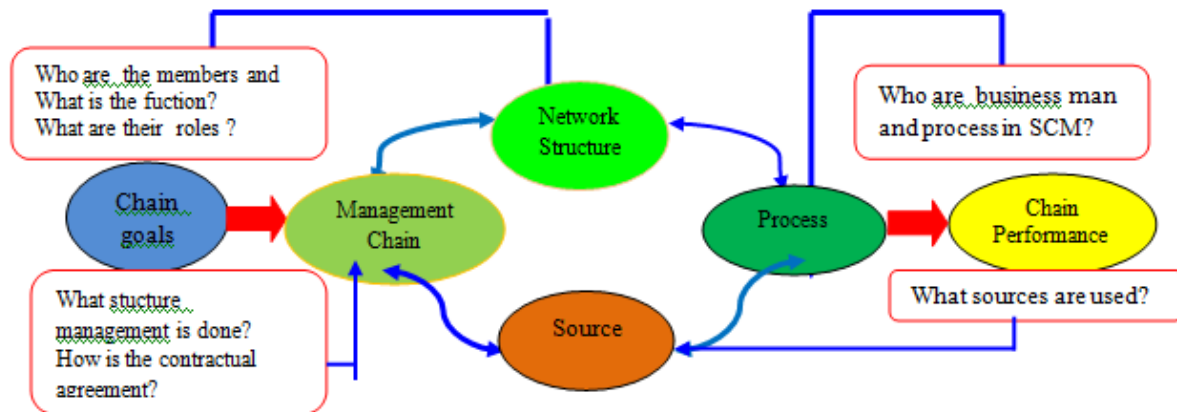 Who are the members and
What is the fuction?
What are their roles ?
Network
Structure
Who are business man
and process in SCM?
Chain
goals
Management
Chain
Process
Chain
Performance
What stucture
management is done?
How is the contractual
agreement?
Source
What sources are used?